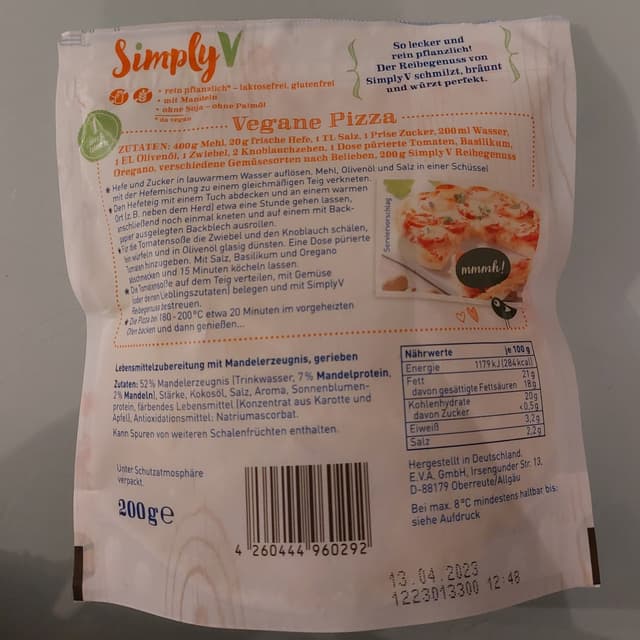 SimplyV
• rein pflanzlich* – laktosefrei, glutenfrei
• mit Mandeln
• ohne Soja – ohne Palmöl
*da vegan
So lecker und
rein pflanzlich!
Der Reibegenuss von
Simply V schmilzt, bräunt
und würzt perfekt.
Vegane Pizza
ZUTATEN: 400g Mehl, 20g frische Hefe, 1 TL Salz, 1 Prise Zucker, 200 ml Wasser,
1 EL Olivenöl, 1 Zwiebel, 2 Knoblauchzehen, 1 Dose pürierte Tomaten, Basilikum,
Oregano, verschiedene Gemüsesorten nach Belieben, 200g Simply V Reibegenuss
Hefe und Zucker in lauwarmem Wasser auflösen. Mehl, Olivenöl und Salz in einer Schüssel
mit der Hefemischung zu einem gleichmäßigen Teig verkneten.
Den Hefeteig mit einem Tuch abdecken und an einem warmen
Ort (z. B. neben dem Herd) etwa eine Stunde gehen lassen,
anschließend noch einmal kneten und auf einem mit Back-
papier ausgelegten Backblech ausrollen.
Für die Tomatensoße die Zwiebel und den Knoblauch schälen,
fein würfeln und in Olivenöl glasig dünsten. Eine Dose pürierte
Tomaten hinzugeben. Mit Salz, Basilikum und Oregano
abschmecken und 15 Minuten köcheln lassen.
Die Tomatensoße auf dem Teig verteilen, mit Gemüse
(oder deinen Lieblingszutaten) belegen und mit SimplyV
Reibegenuss bestreuen.
Die Pizza bei 180-200°C etwa 20 Minuten im vorgeheizten
Ofen backen und dann genießen...
Serviervorschlag
mmmh!
Lebensmittelzubereitung mit Mandelerzeugnis, gerieben
Zutaten: 52% Mandelerzeugnis (Trinkwasser, 7% Mandelprotein,
2% Mandeln), Stärke, Kokosöl, Salz, Aroma, Sonnenblumen-
protein, färbendes Lebensmittel (Konzentrat aus Karotte und
Apfel), Antioxidationsmittel: Natriumascorbat.
Kann Spuren von weiteren Schalenfrüchten enthalten.
Nährwerte je 100 g
Energie 1179 kJ (284 kcal)
Fett 21g
davon gesättigte Fettsäuren 18g
Kohlenhydrate 20g
davon Zucker <0,5g
Eiweiß 3,2g
Salz 2,2g
Unter Schutzatmosphäre
verpackt.
200g e
4 260444 960292
Hergestellt in Deutschland.
E.V.A. GmbH, Irsengunder Str. 13,
D-88179 Oberreute/Allgäu
Bei max. 8°C mindestens haltbar bis:
siehe Aufdruck
13.04.2023
1223013300 12:48